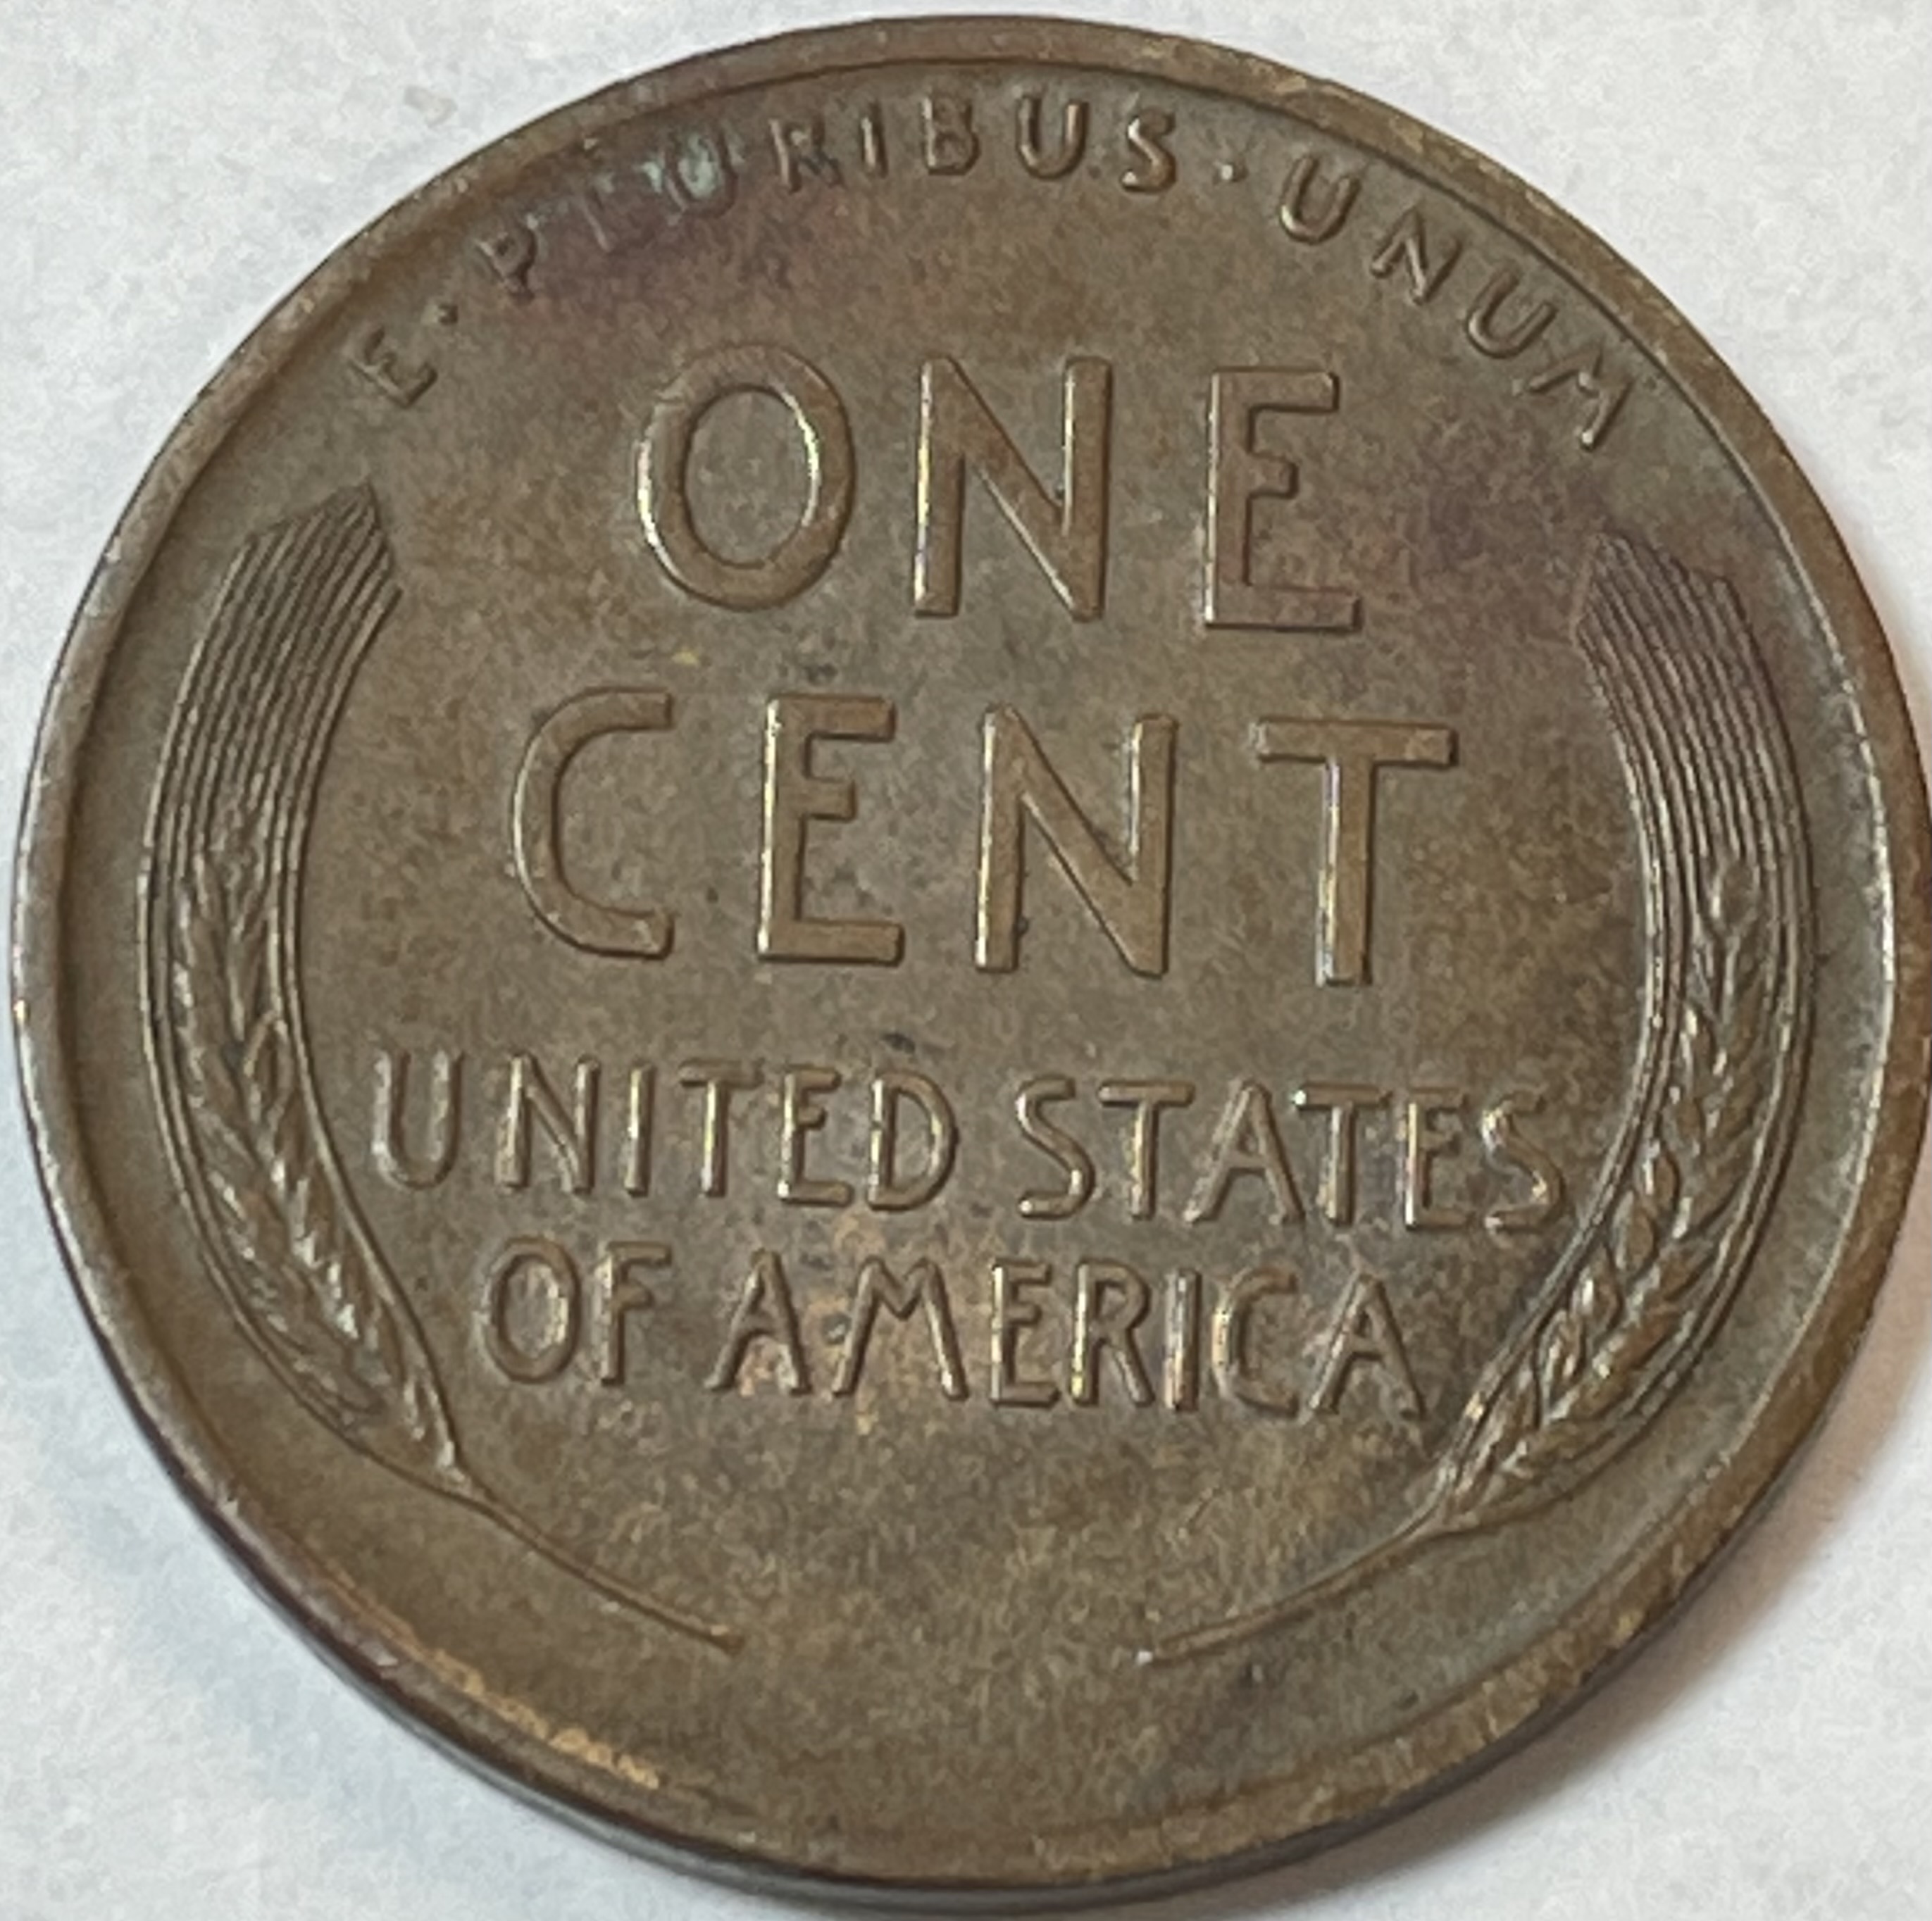 E·PLURIBUS·UNUM
ONE
CENT
UNITED STATES
OF AMERICA